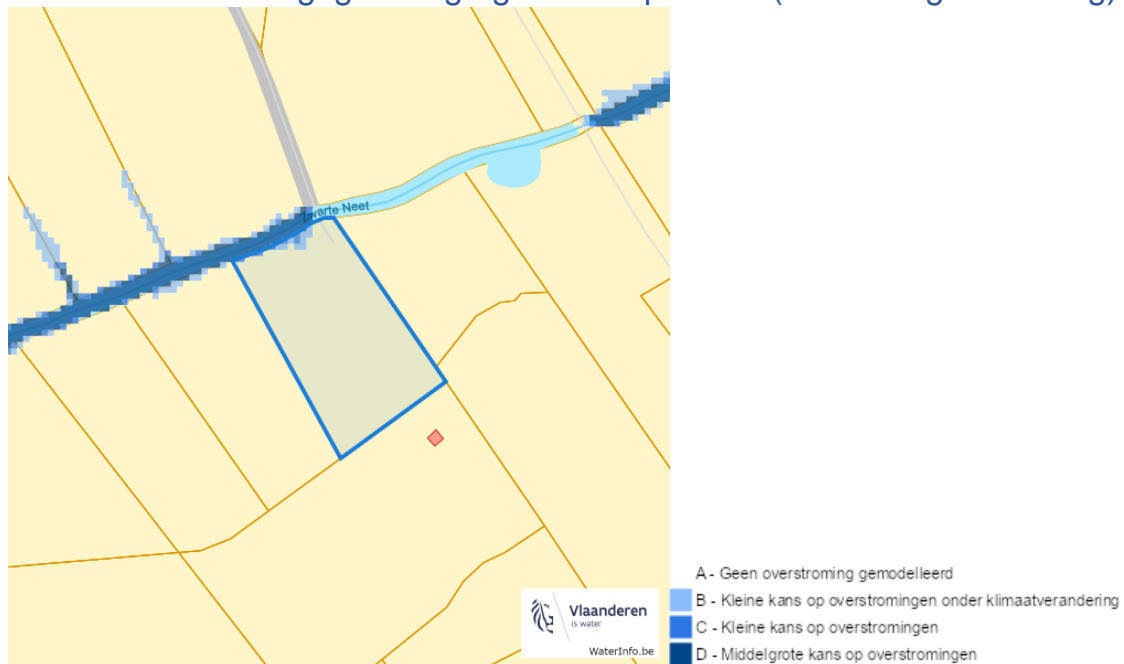 Zwarte Neet
Vlaanderen
is water
WaterInfo.be
A - Geen overstroming gemodelleerd
B - Kleine kans op overstromingen onder klimaatverandering
C - Kleine kans op overstromingen
D - Middelgrote kans op overstromingen